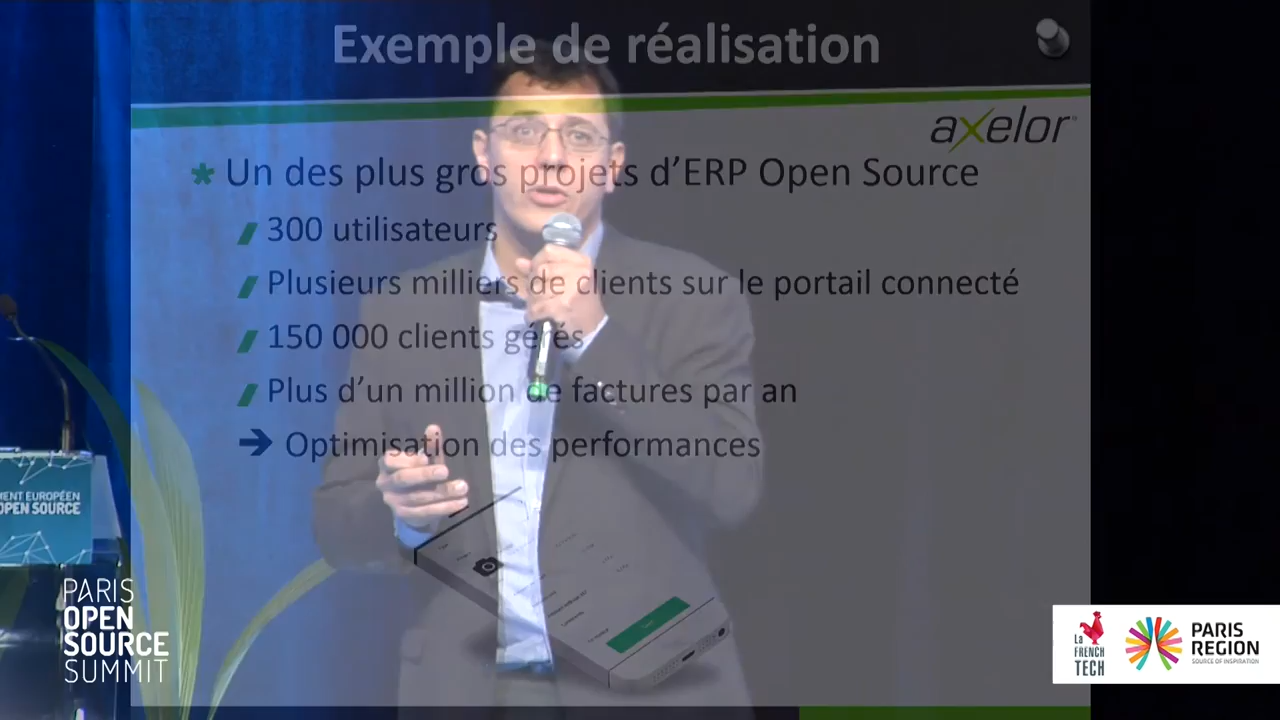 Exemple de réalisation
axelor
* Un des plus gros projets d'ERP Open Source
300 utilisateurs
Plusieurs milliers de clients sur le portail connecté
150 000 clients gérés
Plus d'un million de factures par an
→ Optimisation des performances
MENT EUROPÉEN
OPEN SOURCE
PARIS
OPEN
SOURCE
SUMMIT
La
FRENCH
TECH
PARIS
REGION
SOURCE OF INSPIRATION